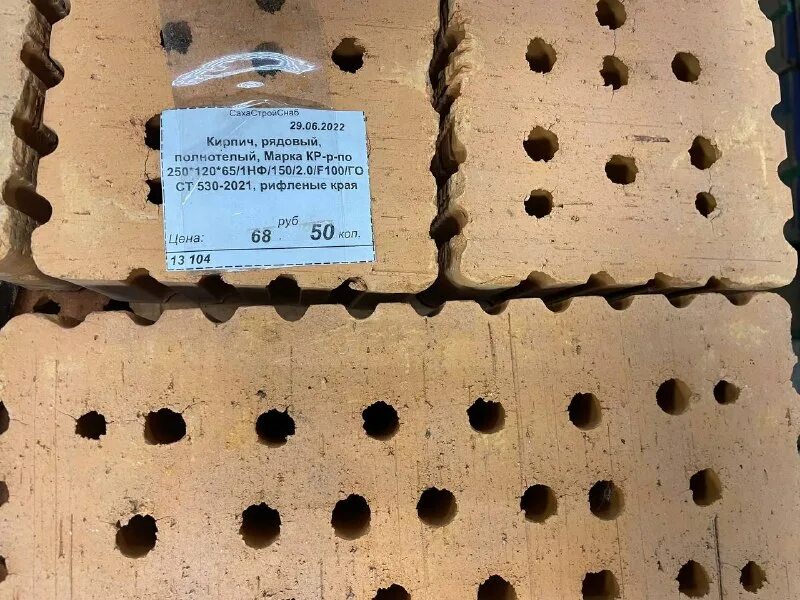 СахаСтройСнаб
29.06.2022
Кирпич, рядовый,
полнотелый, Марка КР-р-по
250*120*65/1НФ/150/2.0/F100/ГО
СТ 530-2021, рифленые края
Цена: 68 руб. 50 коп.
13 104